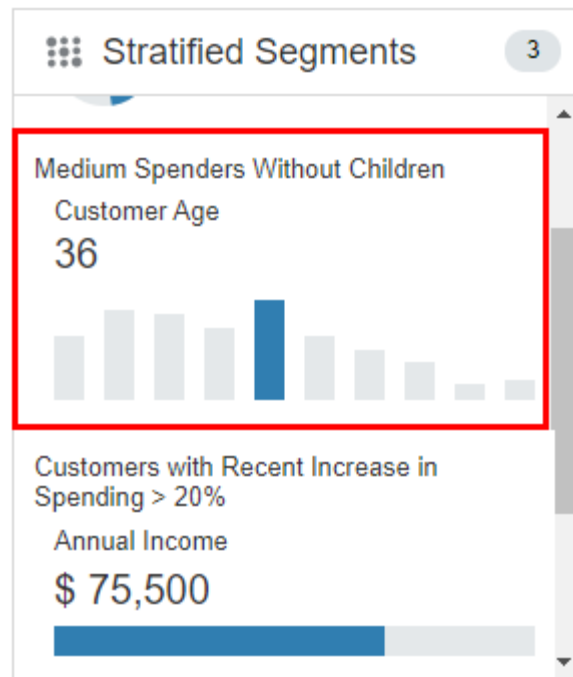 Stratified Segments
3
Medium Spenders Without Children
Customer Age
36
Customers with Recent Increase in
Spending > 20%
Annual Income
$ 75,500